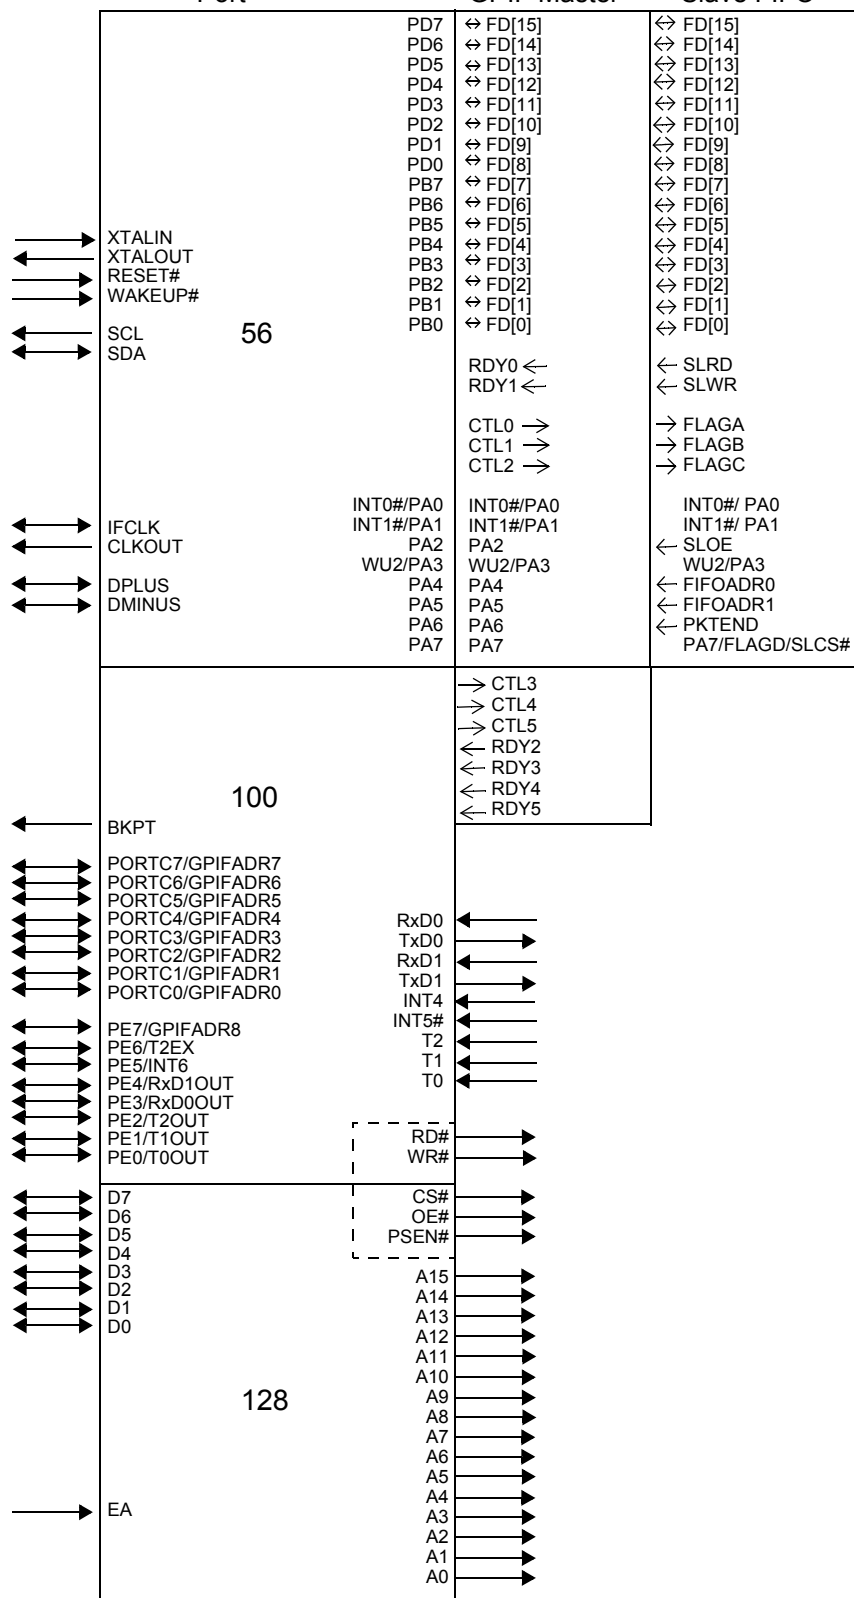 PD7 FD[15] FD[15]
PD6 FD[14] FD[14]
PD5 FD[13] FD[13]
PD4 FD[12] FD[12]
PD3 FD[11] FD[11]
PD2 FD[10] FD[10]
PD1 FD[9] FD[9]
PD0 FD[8] FD[8]
PB7 FD[7] FD[7]
PB6 FD[6] FD[6]
PB5 FD[5] FD[5]
XTALIN PB4 FD[4] FD[4]
XTALOUT PB3 FD[3] FD[3]
RESET# PB2 FD[2] FD[2]
WAKEUP# PB1 FD[1] FD[1]
SCL 56 PB0 FD[0] FD[0]
SDA
RDY0 SLRD
RDY1 SLWR
CTL0 FLAGA
CTL1 FLAGB
CTL2 FLAGC
INT0#/PA0 INT0#/PA0 INT0#/ PA0
IFCLK INT1#/PA1 INT1#/PA1 INT1#/ PA1
CLKOUT PA2 PA2 SLOE
WU2/PA3 WU2/PA3 WU2/PA3
DPLUS PA4 PA4 FIFOADR0
DMINUS PA5 PA5 FIFOADR1
PA6 PA6 PKTEND
PA7 PA7 PA7/FLAGD/SLCS#
CTL3
CTL4
CTL5
RDY2
RDY3
100 RDY4
RDY5
BKPT
PORTC7/GPIFADR7
PORTC6/GPIFADR6
PORTC5/GPIFADR5
PORTC4/GPIFADR4 RxD0
PORTC3/GPIFADR3 TxD0
PORTC2/GPIFADR2 RxD1
PORTC1/GPIFADR1 TxD1
PORTC0/GPIFADR0 INT4
INT5#
PE7/GPIFADR8 T2
PE6/T2EX T1
PE5/INT6 T0
PE4/RxD1OUT
PE3/RxD0OUT
PE2/T2OUT
PE1/T1OUT RD#
PE0/T0OUT WR#
D7 CS#
D6 OE#
D5 PSEN#
D4
D3 A15
D2 A14
D1 A13
D0 A12
A11
A10
128 A9
A8
A7
A6
A5
A4
EA A3
A2
A1
A0